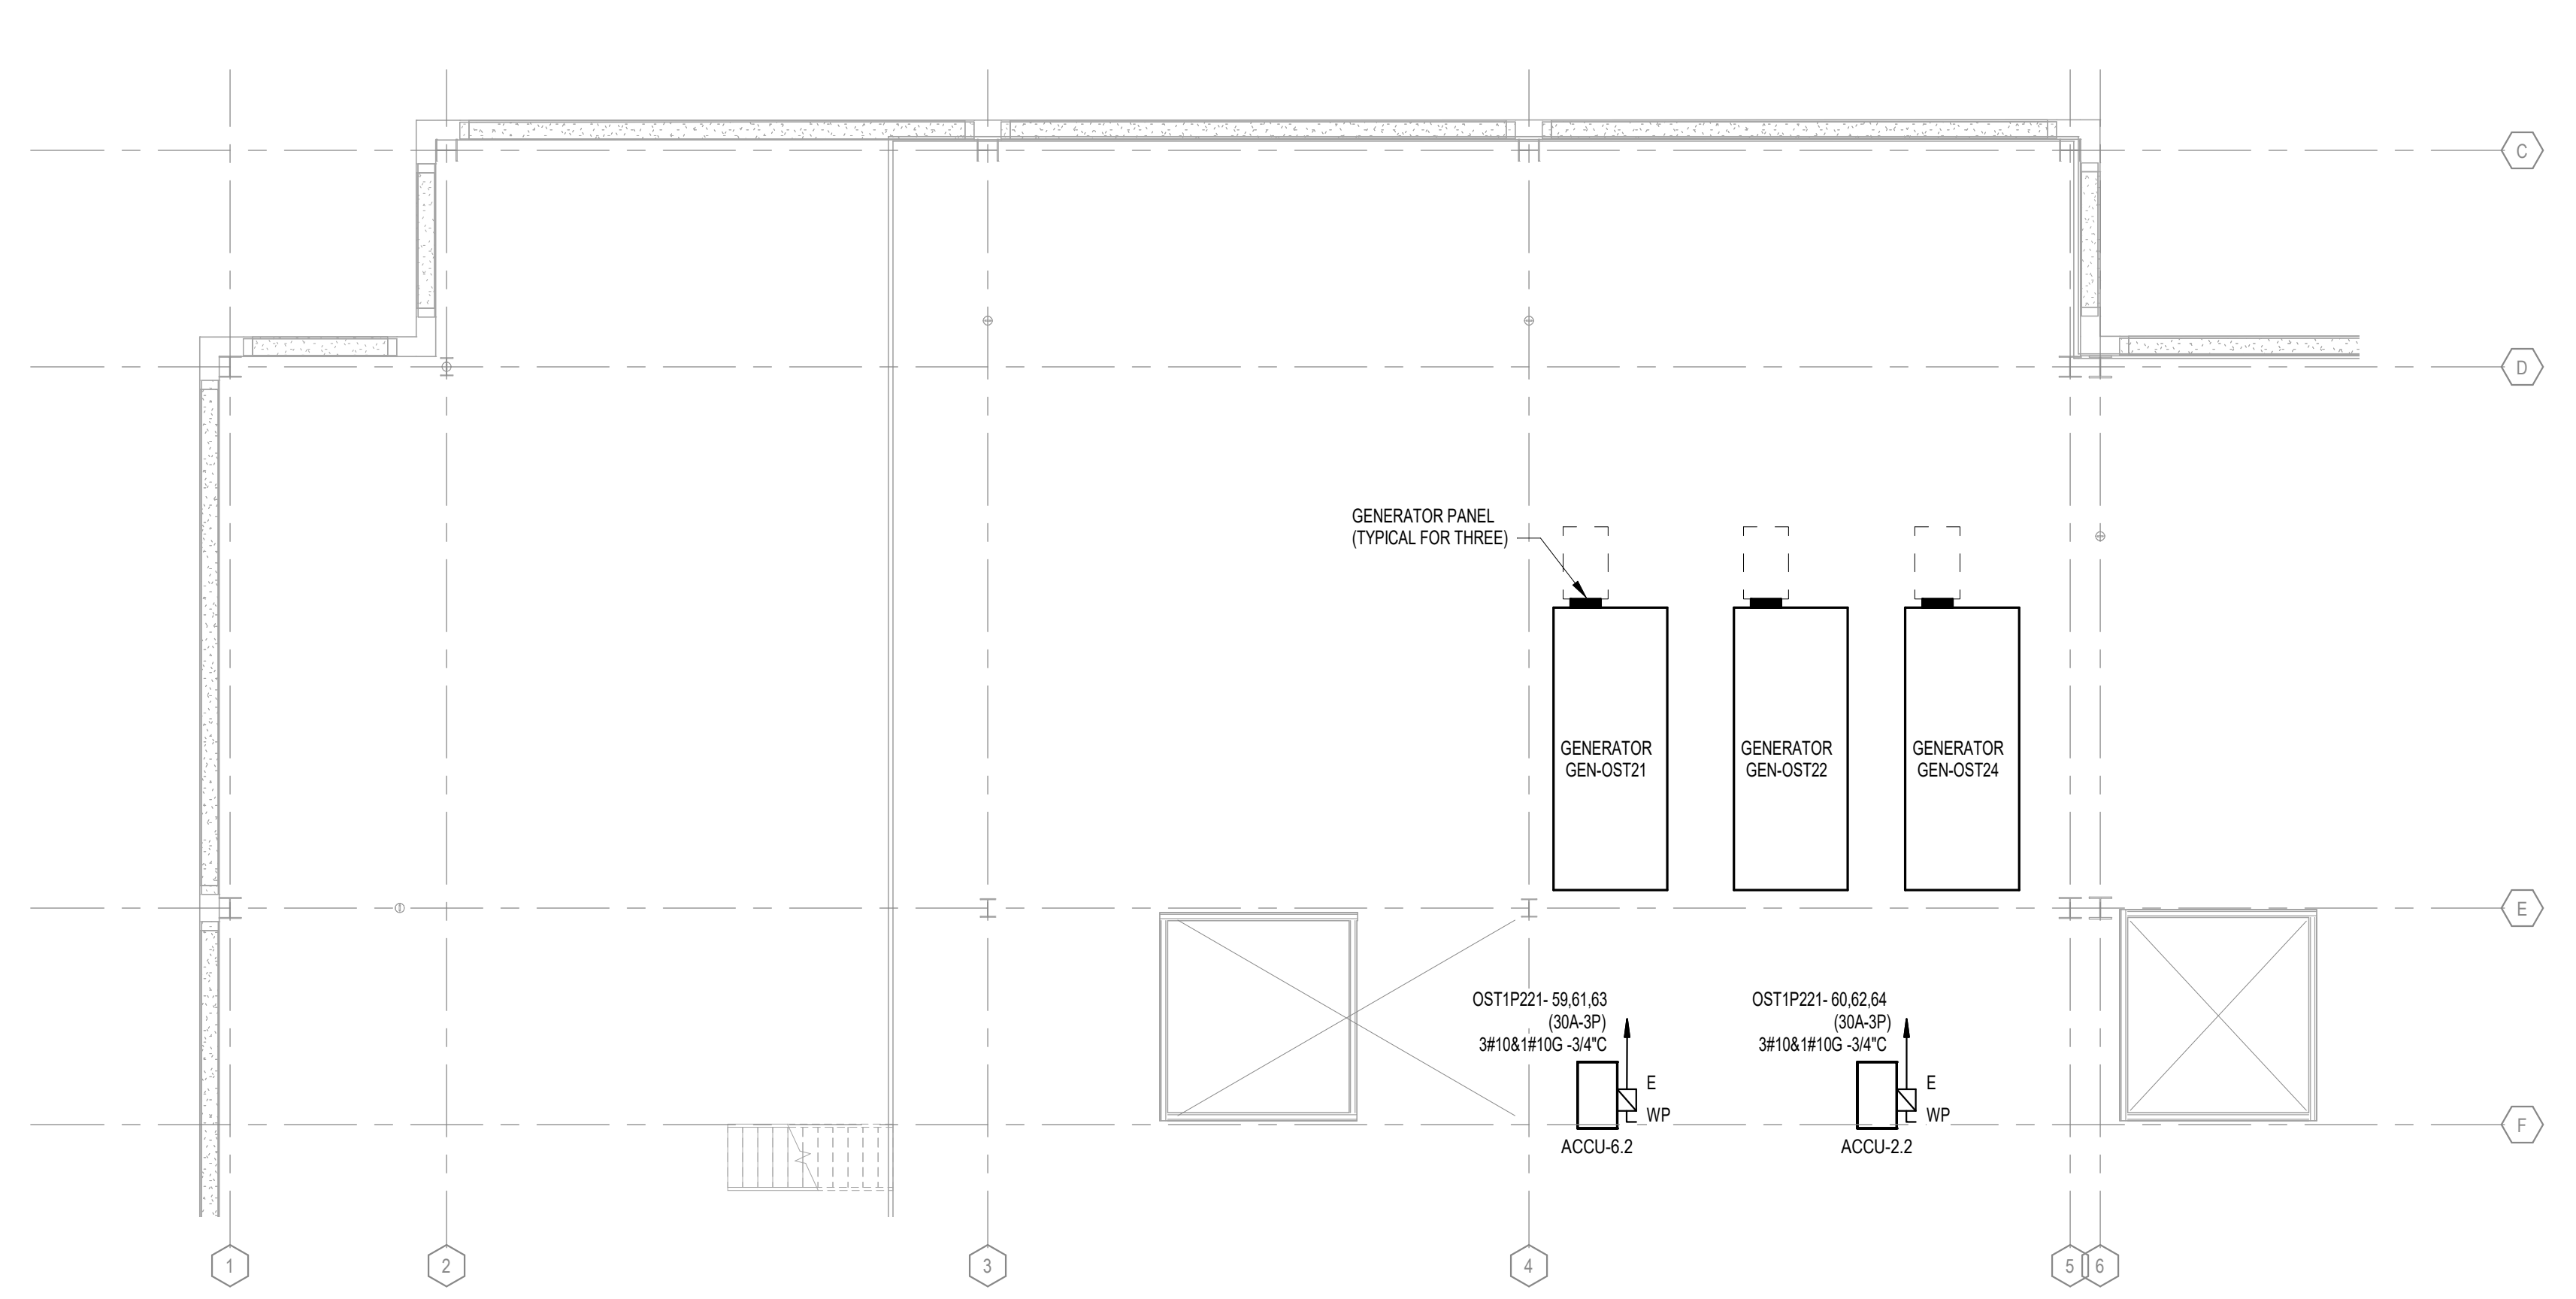 C
D
GENERATOR PANEL
(TYPICAL FOR THREE)
GENERATOR
GEN-OST21
GENERATOR
GEN-OST22
GENERATOR
GEN-OST24
E
OST1P221- 59,61,63
(30A-3P)
3#10&1#10G -3/4"C
E
WP
ACCU-6.2
OST1P221- 60,62,64
(30A-3P)
3#10&1#10G -3/4"C
E
WP
ACCU-2.2
F
1
2
3
4
5
6